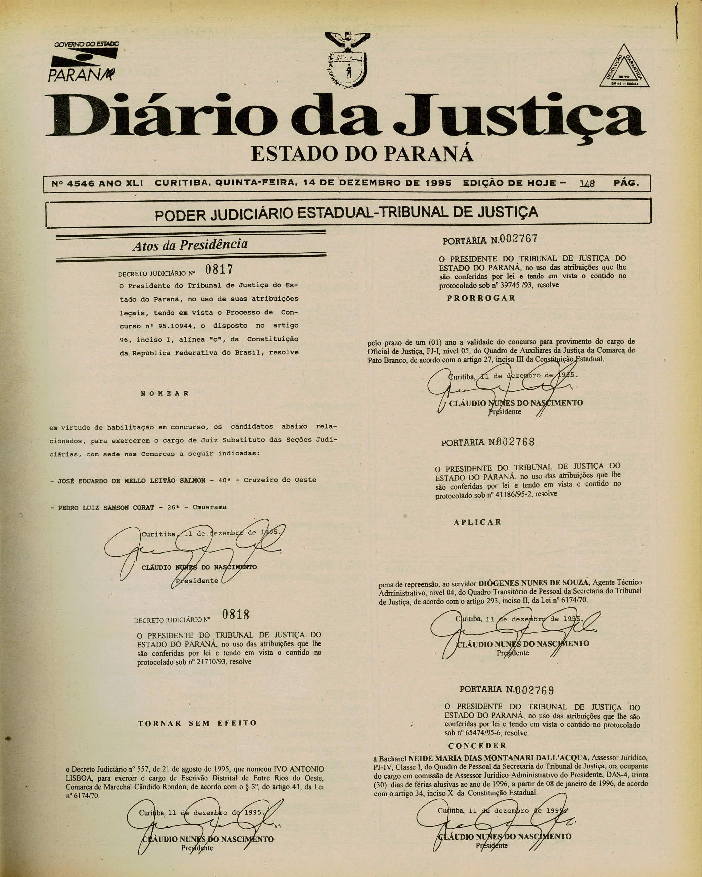 GOVERNO DO ESTADO
PARANÁ
Diário da Justiça
ESTADO DO PARANÁ
Nº 4546 ANO XLI CURITIBA, QUINTA-FEIRA, 14 DE DEZEMBRO DE 1995 EDIÇÃO DE HOJE - 148 PÁG.
PODER JUDICIÁRIO ESTADUAL-TRIBUNAL DE JUSTIÇA
Atos da Presidência
DECRETO JUDICIÁRIO Nº 0817
O Presidente do Tribunal de Justiça do Es-
tado do Paraná, no uso de suas atribuições
legais, tendo em vista o Processo de Con-
curso nº 95.10944, o disposto no artigo
96, inciso I, alínea "c", da Constituição
da República Federativa do Brasil, resolve
N O M E A R
em virtude de habilitação em concurso, os candidatos abaixo rela-
cionados, para exercerem o cargo de Juiz Substituto das Seções Judi-
ciárias, com sede nas Comarcas a seguir indicadas:
- JOSÉ EDUARDO DE MELLO LEITÃO SALMON - 40ª - Cruzeiro do Oeste
- PEDRO LUIZ SANSON CORAT - 26ª - Umuarama
Curitiba, 11 de dezembro de 1995.
CLÁUDIO NUNES DO NASCIMENTO
Presidente
DECRETO JUDICIÁRIO Nº 0818
O PRESIDENTE DO TRIBUNAL DE JUSTIÇA DO
ESTADO DO PARANÁ, no uso das atribuições que lhe
são conferidas por lei e tendo em vista o contido no
protocolado sob nº 21710/93, resolve
T O R N A R S E M E F E I T O
o Decreto Judiciário nº 557, de 21 de agosto de 1995, que nomeou IVO ANTONIO
LISBOA, para exercer o cargo de Escrivão Distrital de Entre Rios do Oeste,
Comarca de Marechal Cândido Rondon, de acordo com o § 3º, do artigo 41, da Lei
nº 6174/70.
Curitiba, 11 de dezembro de 1995.
CLÁUDIO NUNES DO NASCIMENTO
Presidente
PORTARIA N.002767
O PRESIDENTE DO TRIBUNAL DE JUSTIÇA DO
ESTADO DO PARANÁ, no uso das atribuições que lhe
são conferidas por lei e tendo em vista o contido no
protocolado sob nº 39745 /93, resolve
P R O R R O G A R
pelo prazo de um (01) ano a validade do concurso para provimento do cargo de
Oficial de Justiça, PJ-I, nível 05, do Quadro de Auxiliares da Justiça da Comarca do
Pato Branco, de acordo com o artigo 27, inciso III da Constituição Estadual.
Curitiba, 11 de dezembro de 1995.
CLÁUDIO NUNES DO NASCIMENTO
Presidente
PORTARIA N.002768
O PRESIDENTE DO TRIBUNAL DE JUSTIÇA DO
ESTADO DO PARANÁ, no uso das atribuições que lhe
são conferidas por lei e tendo em vista o contido no
protocolado sob nº 41186/95-2, resolve
A P L I C A R
pena de repreensão, ao servidor DIÓGENES NUNES DE SOUZA, Agente Técnico
Administrativo, nível 04, do Quadro Transitório de Pessoal da Secretaria do Tribunal
de Justiça, de acordo com o artigo 293, inciso II, da Lei nº 6174/70.
Curitiba, 11 de dezembro de 1995.
CLÁUDIO NUNES DO NASCIMENTO
Presidente
PORTARIA N.002769
O PRESIDENTE DO TRIBUNAL DE JUSTIÇA DO
ESTADO DO PARANÁ, no uso das atribuições que lhe são
conferidas por lei e tendo em vista o contido no protocolado
sob nº 65474/95-6, resolve
C O N C E D E R
à Bacharel NEIDE MARIA DIAS MONTANARI DALL'ACQUA, Assessor Jurídico,
PJ-IV, Classe I, do Quadro de Pessoal da Secretaria do Tribunal de Justiça, ora ocupante
do cargo em comissão de Assessor Jurídico Administrativo do Presidente, DAS-4, trinta
(30) dias de férias alusivas ao ano de 1996, a partir de 08 de janeiro de 1996, de acordo
com o artigo 34, inciso X da Constituição Estadual.
Curitiba, 11 de dezembro de 1995
CLÁUDIO NUNES DO NASCIMENTO
Presidente